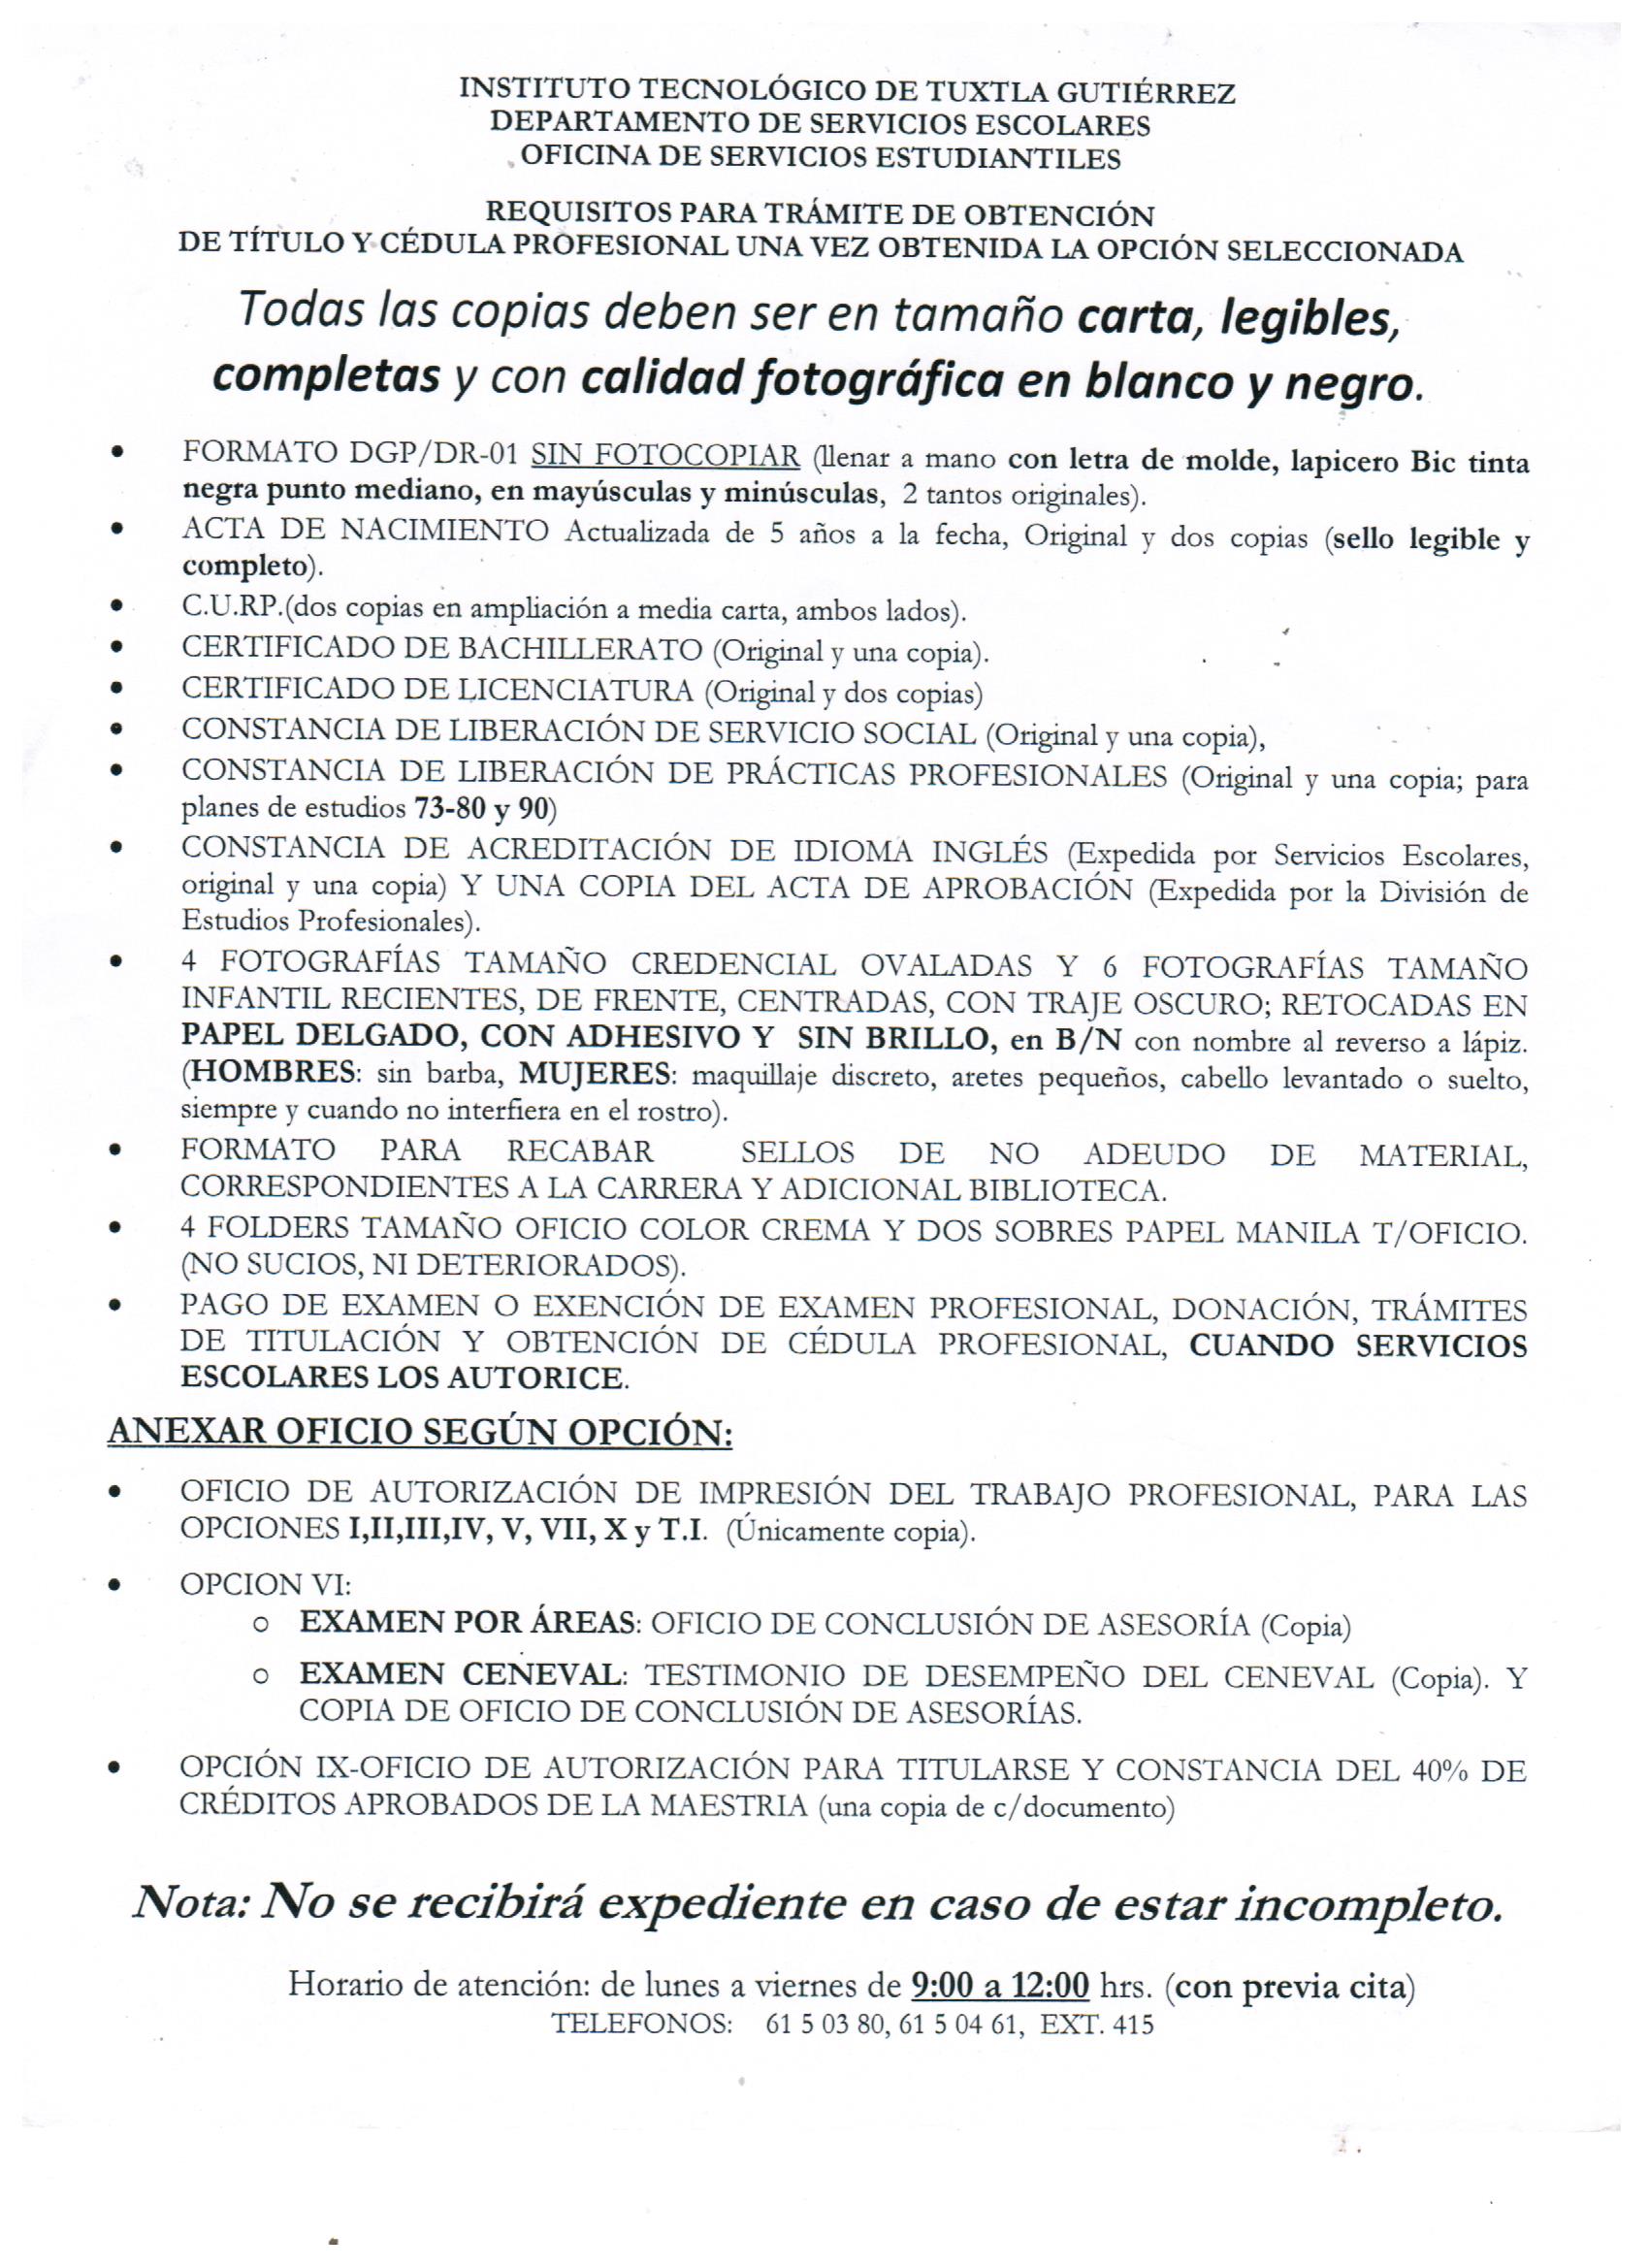 INSTITUTO TECNOLÓGICO DE TUXTLA GUTIÉRREZ
DEPARTAMENTO DE SERVICIOS ESCOLARES
OFICINA DE SERVICIOS ESTUDIANTILES
REQUISITOS PARA TRÁMITE DE OBTENCIÓN
DE TÍTULO Y CÉDULA PROFESIONAL UNA VEZ OBTENIDA LA OPCIÓN SELECCIONADA
Todas las copias deben ser en tamaño carta, legibles,
completas y con calidad fotográfica en blanco y negro.
• FORMATO DGP/DR-01 SIN FOTOCOPIAR (llenar a mano con letra de molde, lapicero Bic tinta
negra punto mediano, en mayúsculas y minúsculas, 2 tantos originales).
• ACTA DE NACIMIENTO Actualizada de 5 años a la fecha, Original y dos copias (sello legible y
completo).
• C.U.RP.(dos copias en ampliación a media carta, ambos lados).
• CERTIFICADO DE BACHILLERATO (Original y una copia).
• CERTIFICADO DE LICENCIATURA (Original y dos copias)
• CONSTANCIA DE LIBERACIÓN DE SERVICIO SOCIAL (Original y una copia),
• CONSTANCIA DE LIBERACIÓN DE PRÁCTICAS PROFESIONALES (Original y una copia; para
planes de estudios 73-80 y 90)
• CONSTANCIA DE ACREDITACIÓN DE IDIOMA INGLÉS (Expedida por Servicios Escolares,
original y una copia) Y UNA COPIA DEL ACTA DE APROBACIÓN (Expedida por la División de
Estudios Profesionales).
• 4 FOTOGRAFÍAS TAMAÑO CREDENCIAL OVALADAS Y 6 FOTOGRAFÍAS TAMAÑO
INFANTIL RECIENTES, DE FRENTE, CENTRADAS, CON TRAJE OSCURO; RETOCADAS EN
PAPEL DELGADO, CON ADHESIVO Y SIN BRILLO, en B/N con nombre al reverso a lápiz.
(HOMBRES: sin barba, MUJERES: maquillaje discreto, aretes pequeños, cabello levantado o suelto,
siempre y cuando no interfiera en el rostro).
• FORMATO PARA RECABAR SELLOS DE NO ADEUDO DE MATERIAL,
CORRESPONDIENTES A LA CARRERA Y ADICIONAL BIBLIOTECA.
• 4 FOLDERS TAMAÑO OFICIO COLOR CREMA Y DOS SOBRES PAPEL MANILA T/OFICIO.
(NO SUCIOS, NI DETERIORADOS).
• PAGO DE EXAMEN O EXENCIÓN DE EXAMEN PROFESIONAL, DONACIÓN, TRÁMITES
DE TITULACIÓN Y OBTENCIÓN DE CÉDULA PROFESIONAL, CUANDO SERVICIOS
ESCOLARES LOS AUTORICE.
ANEXAR OFICIO SEGÚN OPCIÓN:
• OFICIO DE AUTORIZACIÓN DE IMPRESIÓN DEL TRABAJO PROFESIONAL, PARA LAS
OPCIONES I,II,III,IV, V, VII, X y T.I. (Únicamente copia).
• OPCION VI:
o EXAMEN POR ÁREAS: OFICIO DE CONCLUSIÓN DE ASESORÍA (Copia)
o EXAMEN CENEVAL: TESTIMONIO DE DESEMPEÑO DEL CENEVAL (Copia). Y
COPIA DE OFICIO DE CONCLUSIÓN DE ASESORÍAS.
• OPCIÓN IX-OFICIO DE AUTORIZACIÓN PARA TITULARSE Y CONSTANCIA DEL 40% DE
CRÉDITOS APROBADOS DE LA MAESTRIA (una copia de c/documento)
Nota: No se recibirá expediente en caso de estar incompleto.
Horario de atención: de lunes a viernes de 9:00 a 12:00 hrs. (con previa cita)
TELEFONOS: 61 5 03 80, 61 5 04 61, EXT. 415